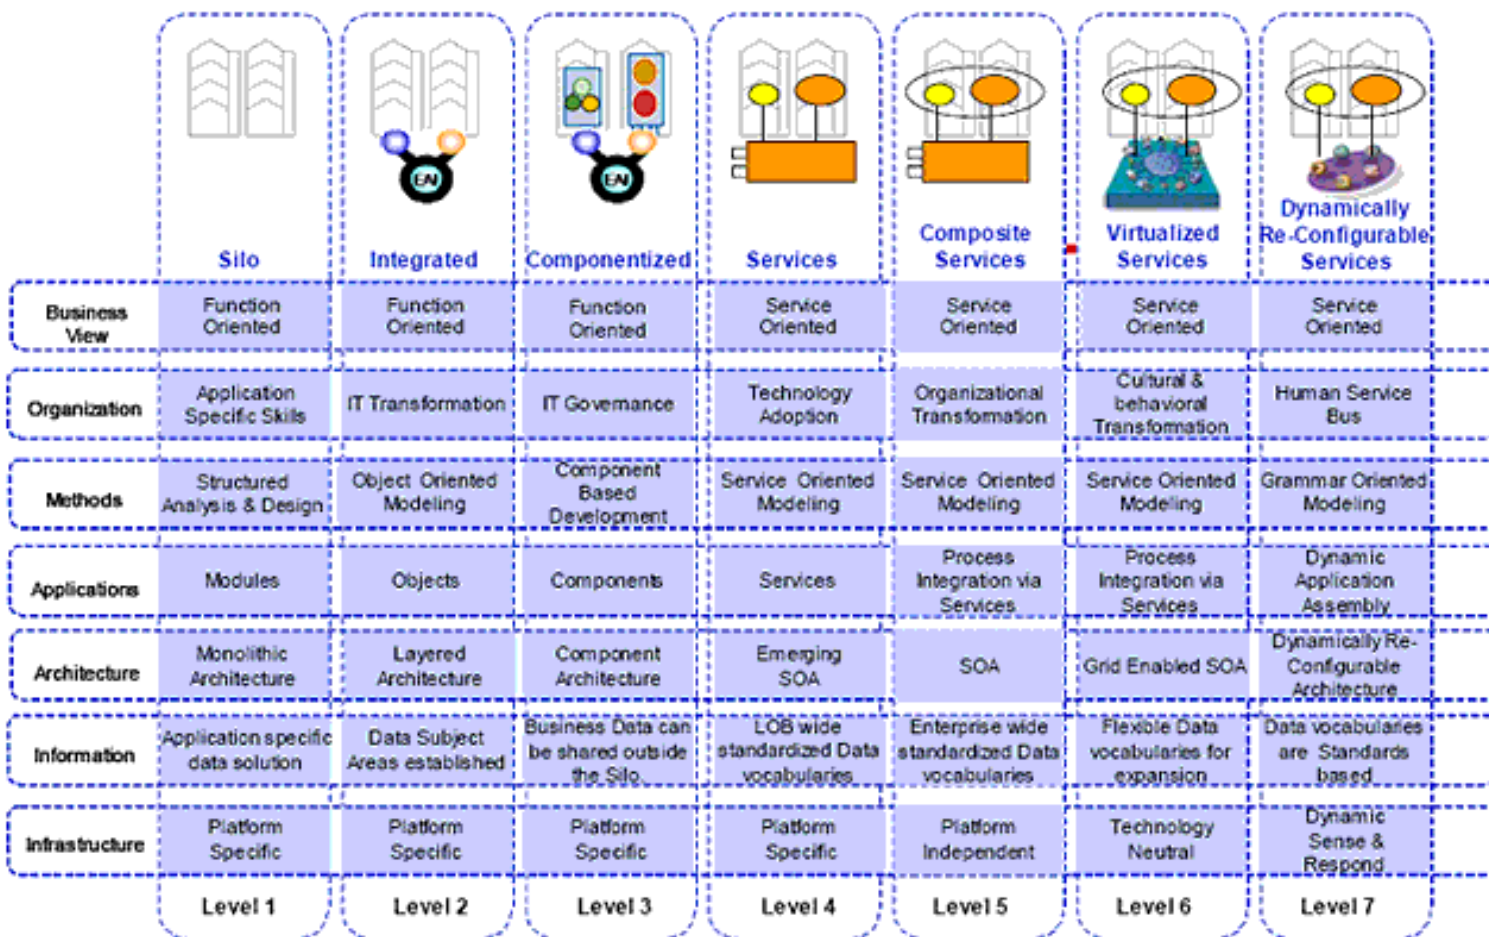 EAI
EAI
Silo
Integrated
Componentized
Services
Composite
Services
Virtualized
Services
Dynamically
Re-Configurable
Services
Business
View
Function
Oriented
Function
Oriented
Function
Oriented
Service
Oriented
Service
Oriented
Service
Oriented
Service
Oriented
Organization
Application
Specific Skills
IT Transformation
IT Governance
Technology
Adoption
Organizational
Transformation
Cultural &
behavioral
Transformation
Human Service
Bus
Methods
Structured
Analysis & Design
Object Oriented
Modeling
Component
Based
Development
Service Oriented
Modeling
Service Oriented
Modeling
Service Oriented
Modeling
Grammar Oriented
Modeling
Applications
Modules
Objects
Components
Services
Process
Integration via
Services
Process
Integration via
Services
Dynamic
Application
Assembly
Architecture
Monolithic
Architecture
Layered
Architecture
Component
Architecture
Emerging
SOA
SOA
Grid Enabled SOA
Dynamically Re-
Configurable
Architecture
Information
Application specific
data solution
Data Subject
Areas established
Business Data can
be shared outside
the Silo.
LOB wide
standardized Data
vocabularies
Enterprise wide
standardized Data
vocabularies
Flexible Data
vocabularies for
expansion
Data vocabularies
are Standards
based
Infrastructure
Platform
Specific
Platform
Specific
Platform
Specific
Platform
Specific
Platform
Independent
Technology
Neutral
Dynamic
Sense &
Respond
Level 1
Level 2
Level 3
Level 4
Level 5
Level 6
Level 7